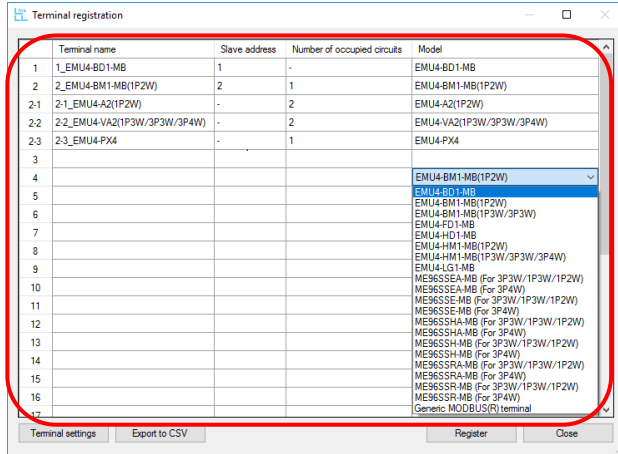 Terminal registration
Terminal name Slave address Number of occupied circuits Model
1 1_EMU4-BD1-MB 1 - EMU4-BD1-MB
2 2_EMU4-BM1-MB(1P2W) 2 1 EMU4-BM1-MB(1P2W)
2-1 2-1_EMU4-A2(1P2W) - 2 EMU4-A2(1P2W)
2-2 2-2_EMU4-VA2(1P3W/3P3W/3P4W) - 2 EMU4-VA2(1P3W/3P3W/3P4W)
2-3 2-3_EMU4-PX4 - 1 EMU4-PX4
3
4 EMU4-BM1-MB(1P2W)
EMU4-BD1-MB
5 EMU4-BM1-MB(1P2W)
EMU4-BM1-MB(1P3W/3P3W)
6 EMU4-FD1-MB
7 EMU4-HD1-MB
EMU4-HM1-MB(1P2W)
8 EMU4-HM1-MB(1P3W/3P3W/3P4W)
9 EMU4-LG1-MB
ME96SSEA-MB (For 3P3W/1P3W/1P2W)
10 ME96SSEA-MB (For 3P4W)
11 ME96SSE-MB (For 3P3W/1P3W/1P2W)
ME96SSE-MB (For 3P4W)
12 ME96SSHA-MB (For 3P3W/1P3W/1P2W)
ME96SSHA-MB (For 3P4W)
13 ME96SSH-MB (For 3P3W/1P3W/1P2W)
14 ME96SSH-MB (For 3P4W)
ME96SSRA-MB (For 3P3W/1P3W/1P2W)
15 ME96SSRA-MB (For 3P4W)
ME96SSR-MB (For 3P3W/1P3W/1P2W)
16 ME96SSR-MB (For 3P4W)
17 Generic MODBUS(R) terminal
Terminal settings Export to CSV Register Close